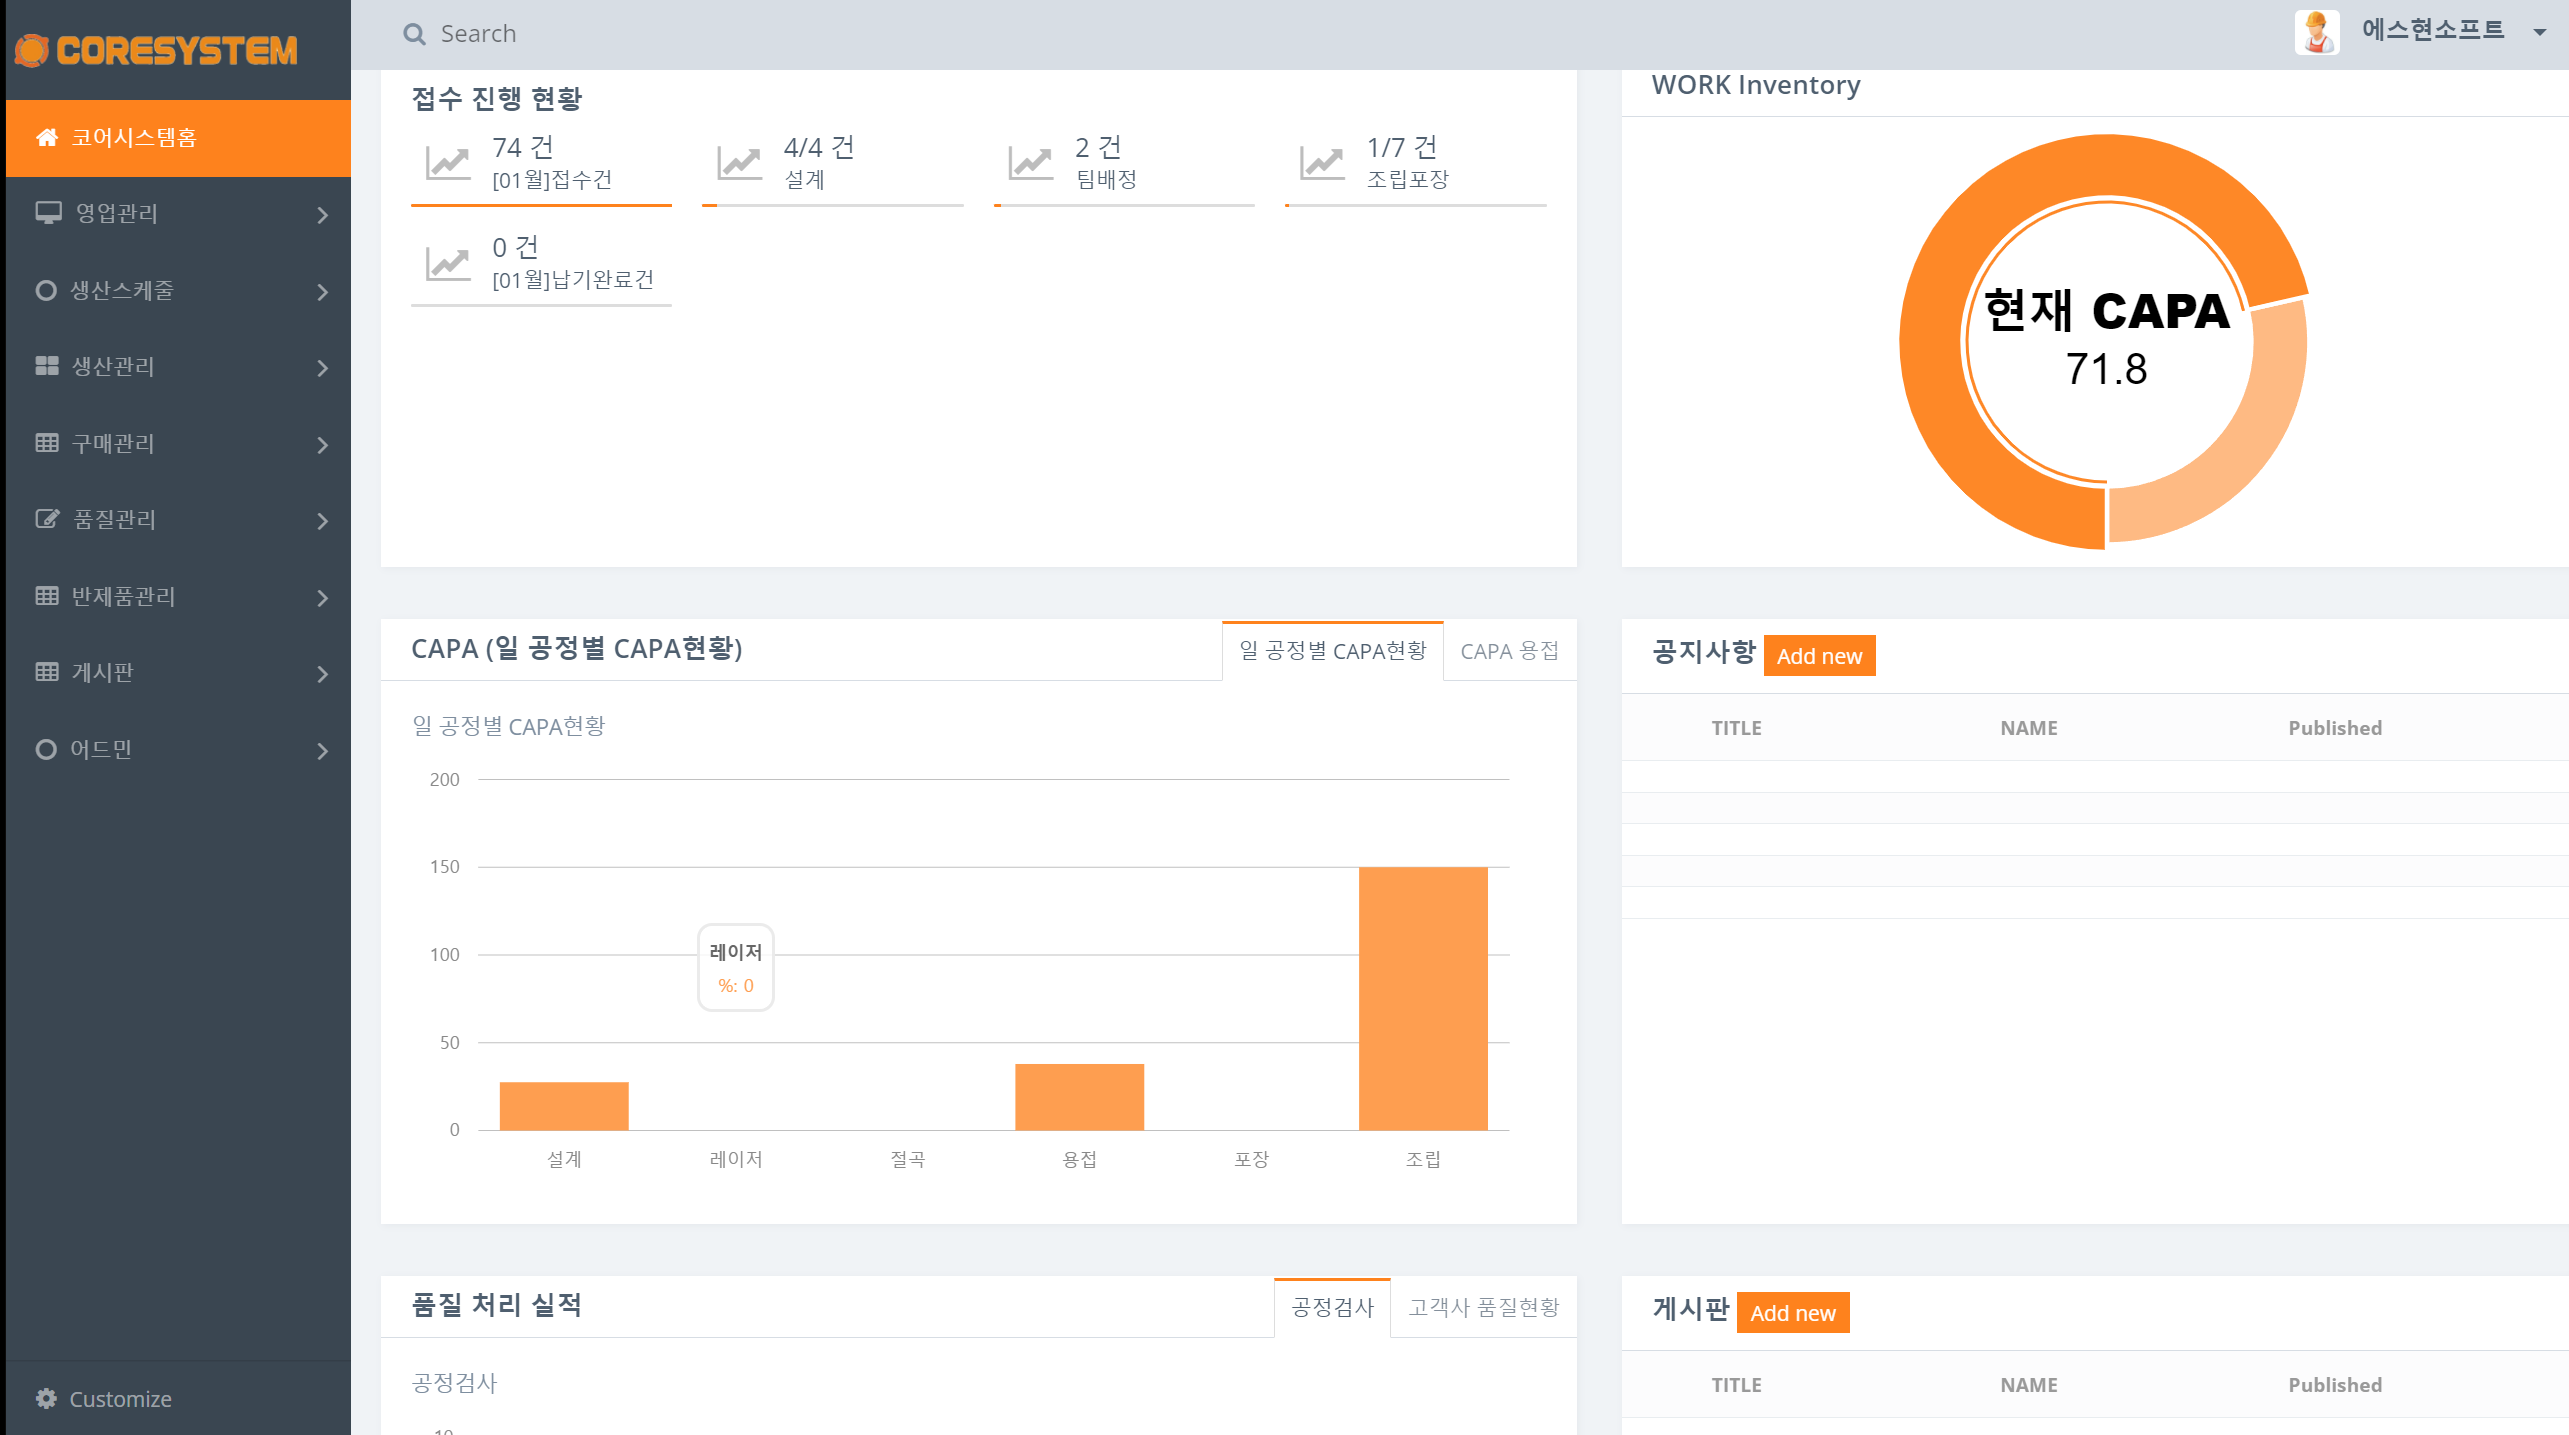 CORESYSTEM
Search
에스현소프트
코어시스템홈
영업관리
생산스케줄
생산관리
구매관리
품질관리
반제품관리
게시판
어드민
Customize
접수 진행 현황
74 건
[01월]접수건
4/4 건
설계
2 건
팀배정
1/7 건
조립포장
0 건
[01월]납기완료건
WORK Inventory
현재 CAPA
71.8
CAPA (일 공정별 CAPA현황)
일 공정별 CAPA현황
CAPA 용접
일 공정별 CAPA현황
200
150
100
50
0
레이저
%: 0
설계
레이저
절곡
용접
포장
조립
공지사항
Add new
TITLE NAME Published
품질 처리 실적
공정검사
고객사 품질현황
공정검사
10
게시판
Add new
TITLE NAME Published